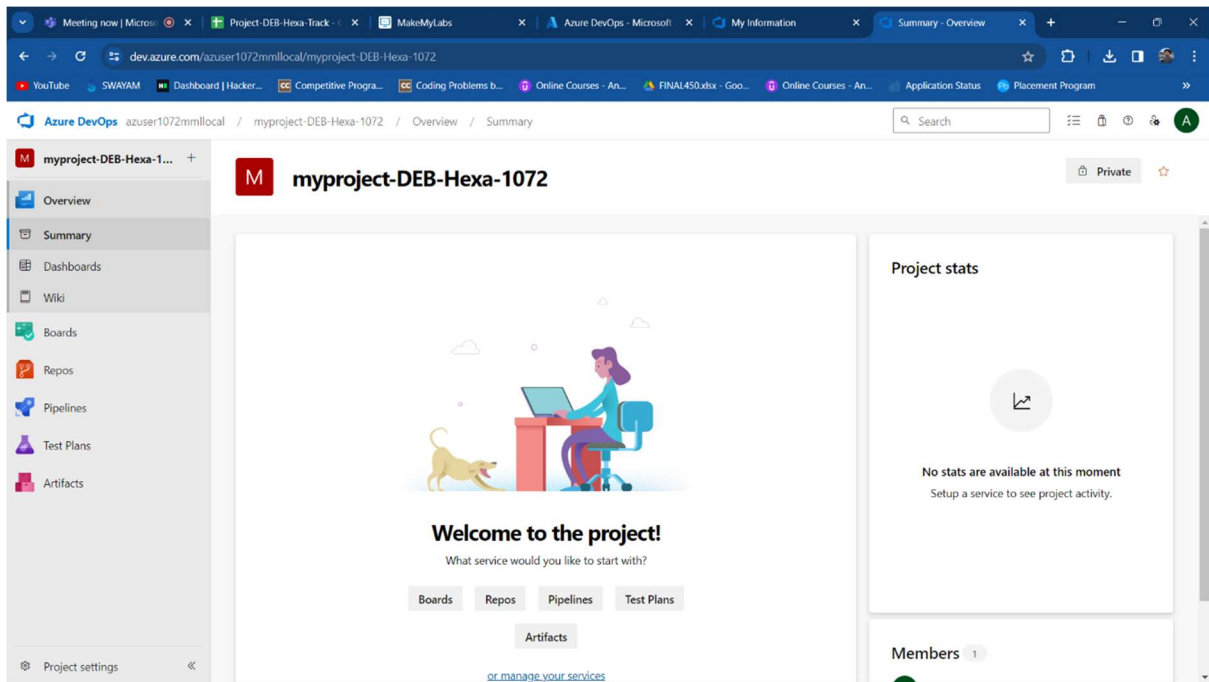 Meeting now | Microso
Project-DEB-Hexa-Track - (
MakeMyLabs
Azure DevOps - Microsoft
My Information
Summary - Overview
dev.azure.com/azuser1072mmllocal/myproject-DEB-Hexa-1072
YouTube
SWAYAM
Dashboard | Hacker...
Competitive Progra...
Coding Problems b...
Online Courses - An...
FINAL450.xlsx - Goo...
Online Courses - An...
Application Status
Placement Program
Azure DevOps azuser1072mmllocal / myproject-DEB-Hexa-1072 / Overview / Summary
Search
A
M myproject-DEB-Hexa-1... +
Overview
Summary
Dashboards
Wiki
Boards
Repos
Pipelines
Test Plans
Artifacts
Project settings
M myproject-DEB-Hexa-1072
Private
Welcome to the project!
What service would you like to start with?
Boards Repos Pipelines Test Plans
Artifacts
or manage your services
Project stats
No stats are available at this moment
Setup a service to see project activity.
Members 1